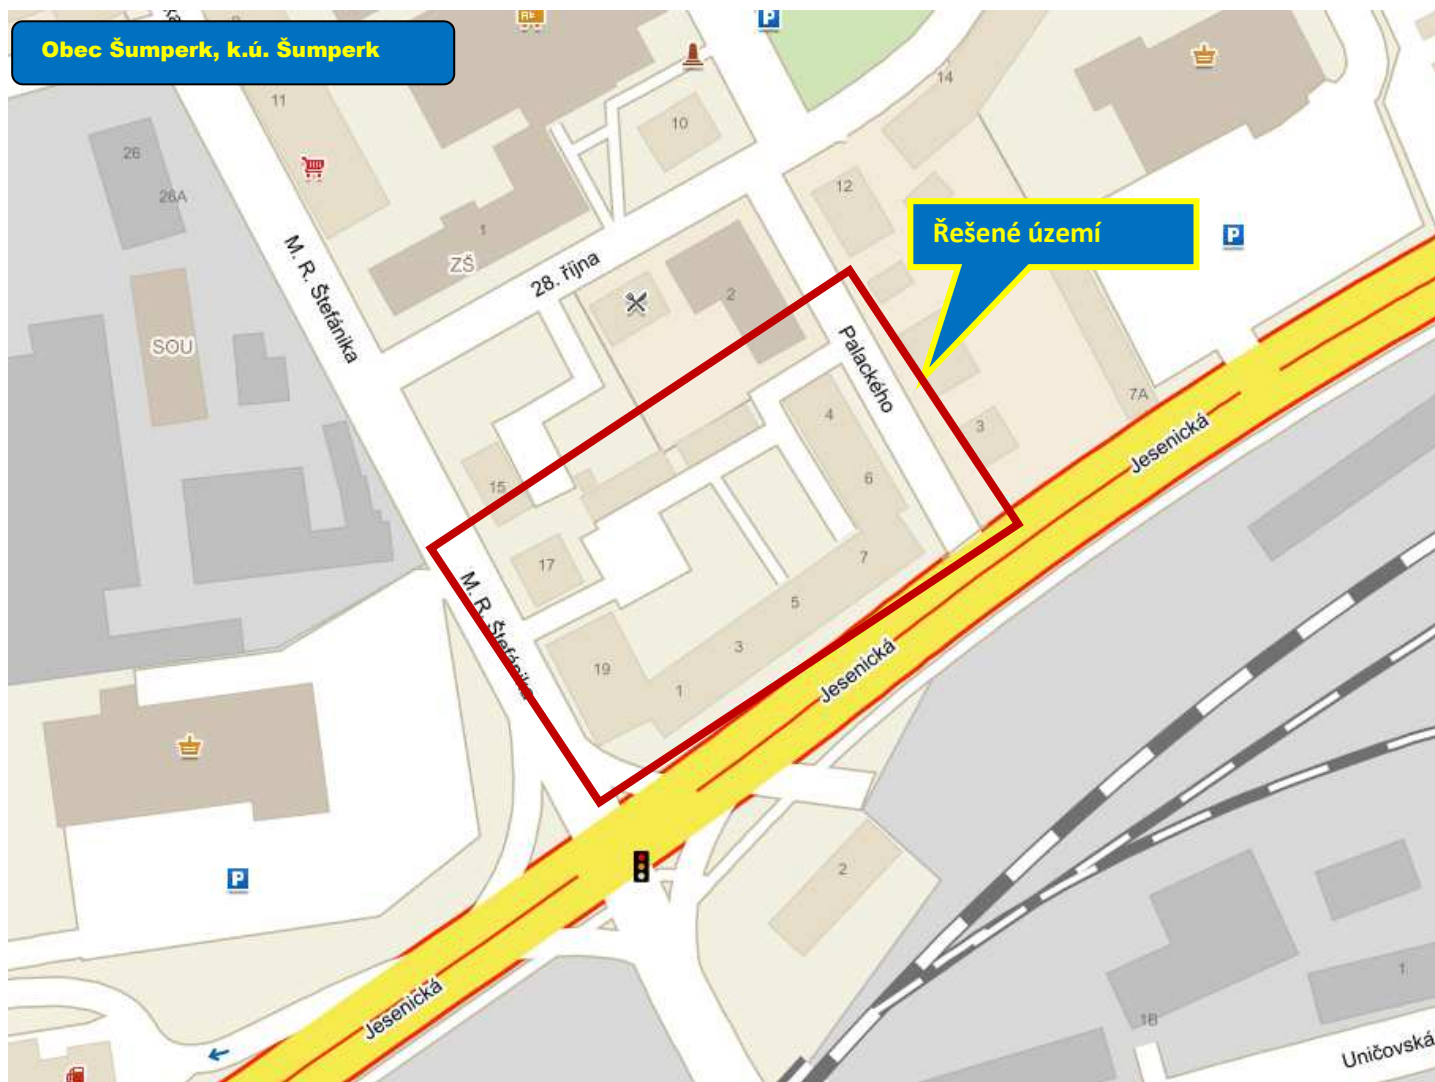 Obec Šumperk, k.ú. Šumperk
11
10
14
26
26A
12
1
ZŠ
Řešené území
M. R. Štefánika
28. října
2
SOU
Palackého
7A
4
3
Jesenická
6
15
17
7
M. R. Štefánika
5
3
19
1
Jesenická
2
Jesenická
1
1B
Uničovská
P
P
P